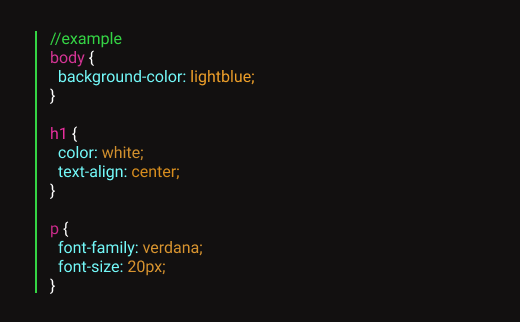 //example
body {
  background-color: lightblue;
}

h1 {
  color: white;
  text-align: center;
}

p {
  font-family: verdana;
  font-size: 20px;
}